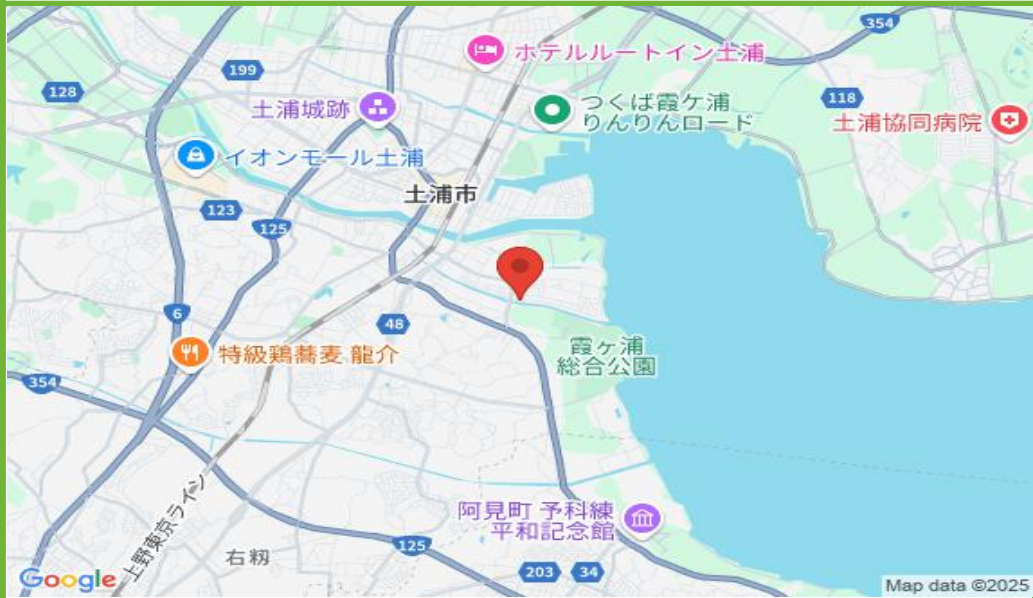 354
ホテルルートイン土浦
199
128
118
つくば霞ケ浦
りんりんロード
土浦城跡
土浦協同病院
イオンモール土浦
土浦市
123
125
6
48
霞ヶ浦
総合公園
特級鶏蕎麦 龍介
354
上野東京ライン
阿見町 予科練
平和記念館
125
右籾
203
34
Google
Map data ©2025